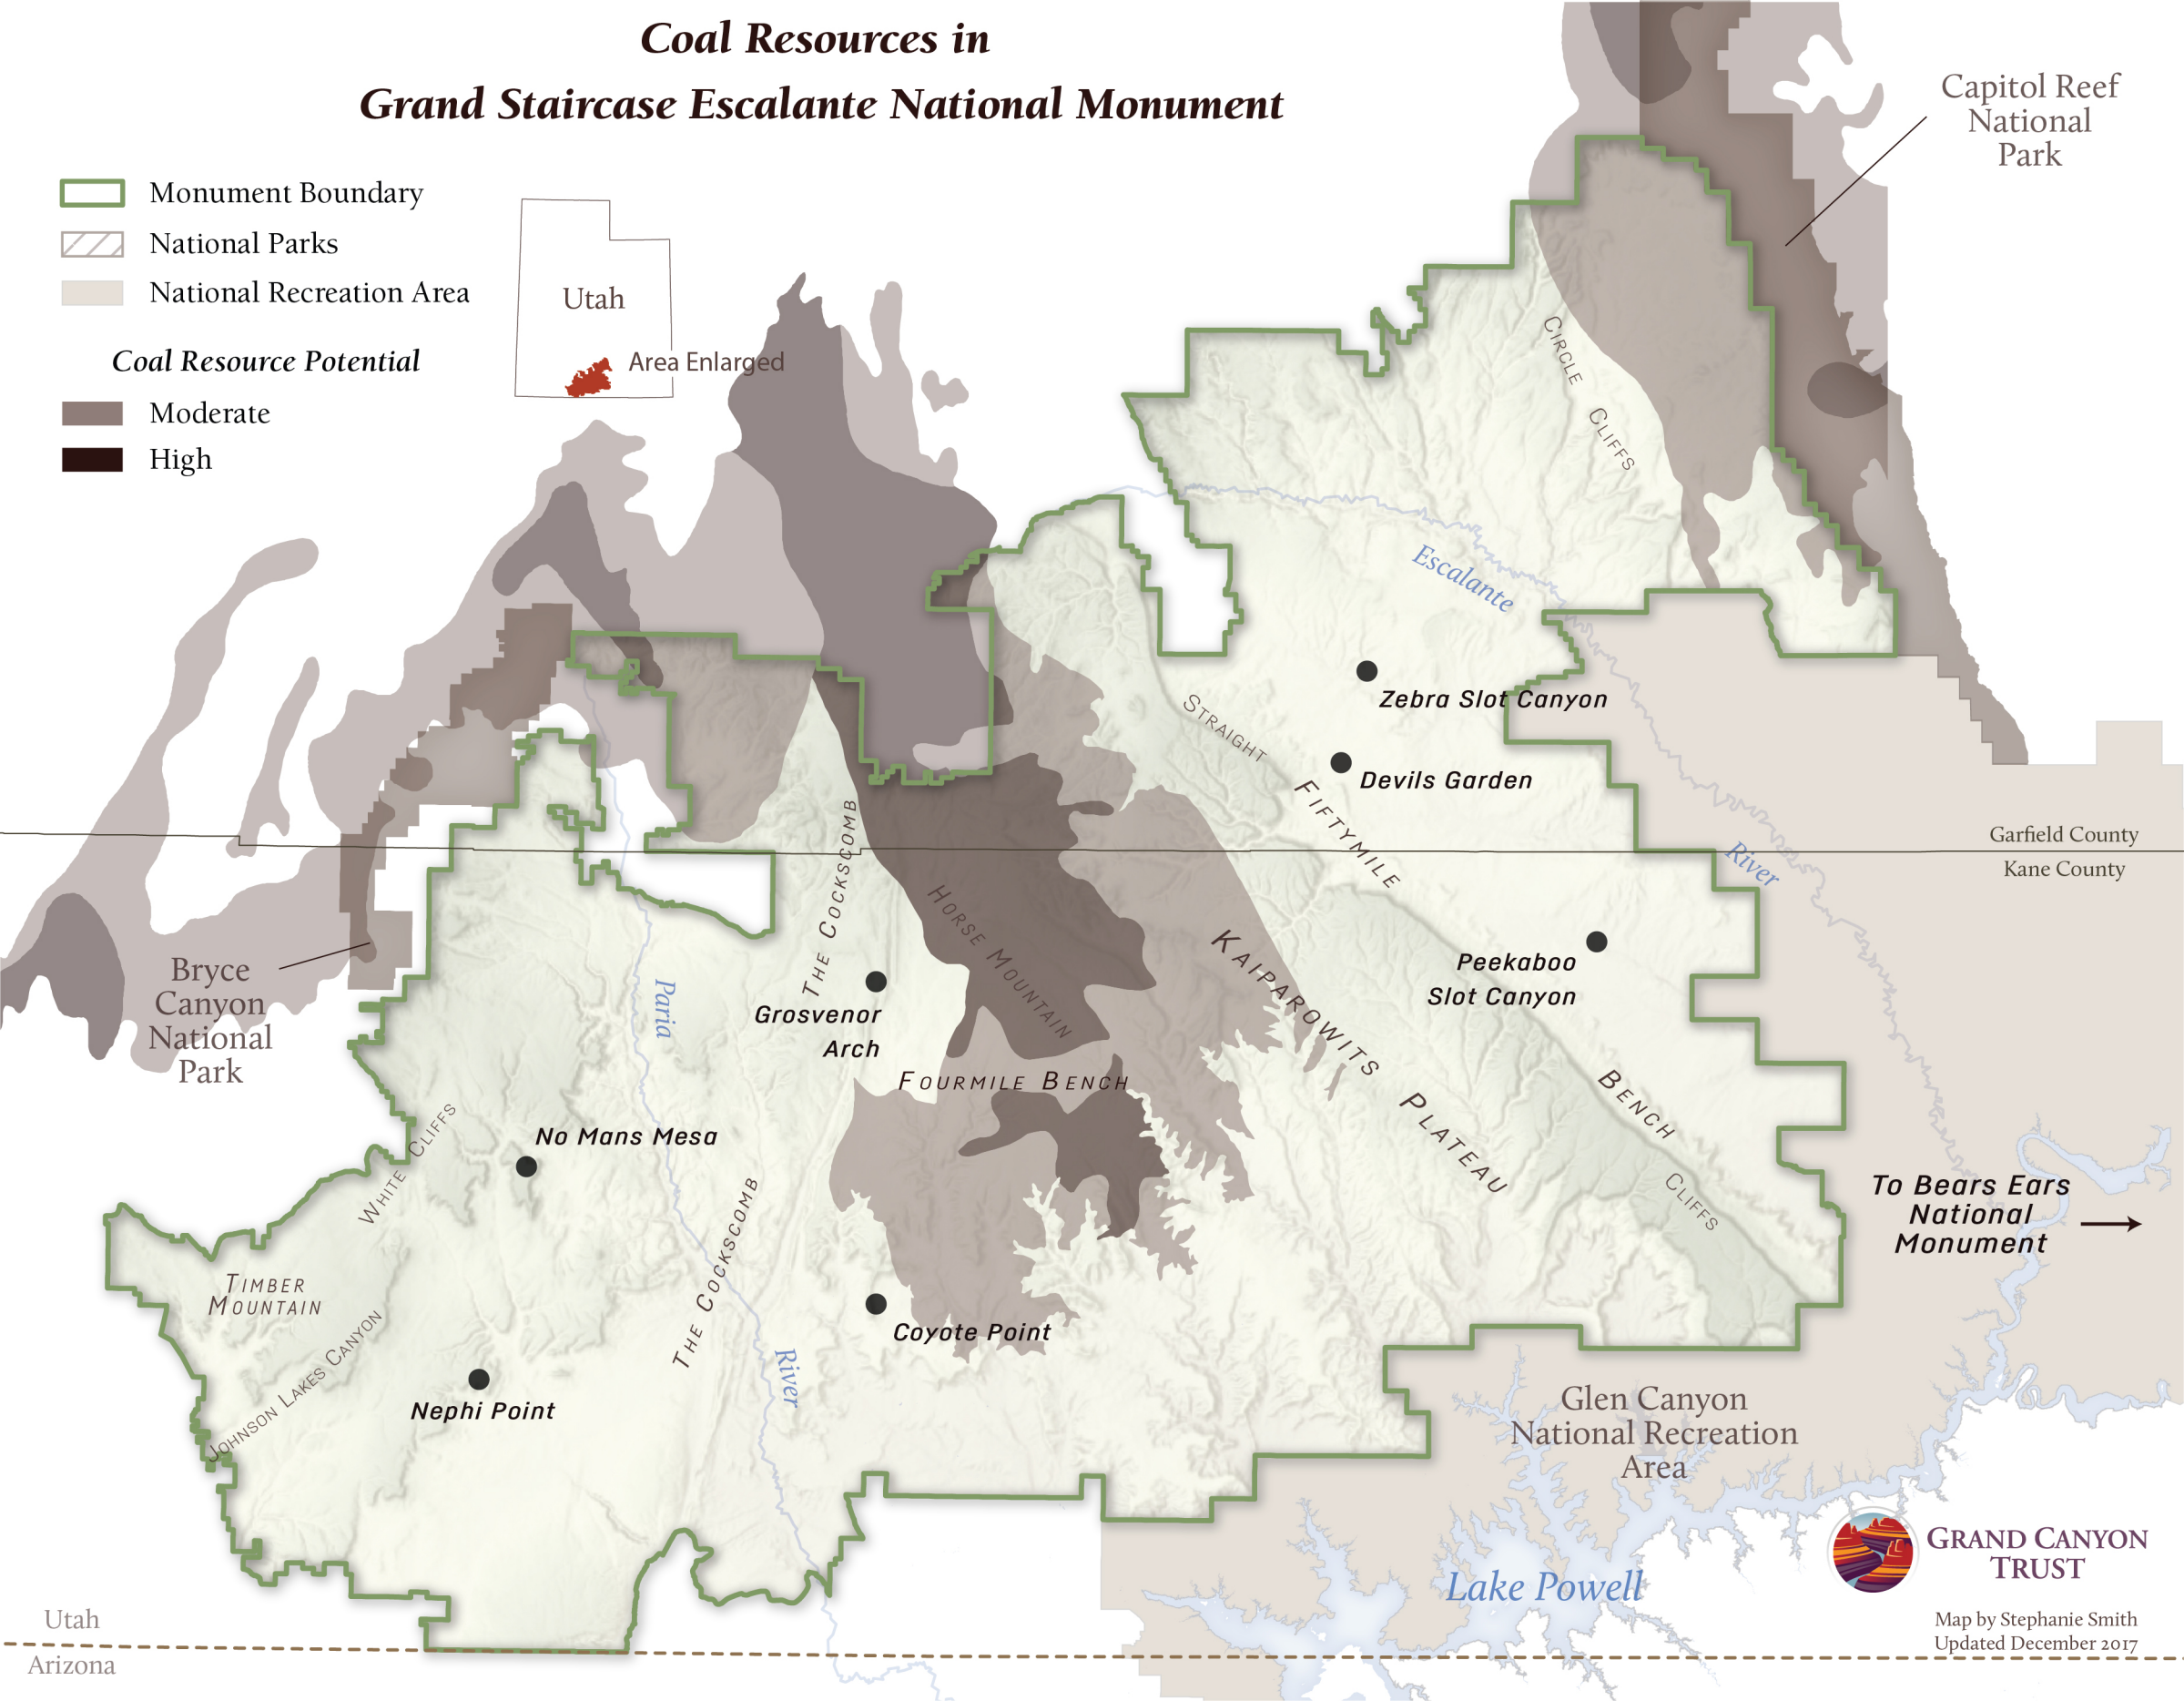 Coal Resources in
Grand Staircase Escalante National Monument
Monument Boundary
National Parks
National Recreation Area
Coal Resource Potential
Moderate
High
Utah
Area Enlarged
Capitol Reef
National
Park
CIRCLE
CLIFFS
Escalante
River
Zebra Slot Canyon
Devils Garden
STRAIGHT
CLIFFS
FIFTYMILE
BENCH
Garfield County
Kane County
Peekaboo
Slot Canyon
KAIPAROWITS
PLATEAU
HORSE MOUNTAIN
THE COCKSCOMB
Grosvenor
Arch
FOURMILE BENCH
Bryce
Canyon
National
Park
Paria
River
No Mans Mesa
WHITE CLIFFS
THE COCKSCOMB
TIMBER
MOUNTAIN
JOHNSON LAKES CANYON
Nephi Point
Coyote Point
To Bears Ears
National
Monument
Glen Canyon
National Recreation
Area
Lake Powell
GRAND CANYON
TRUST
Map by Stephanie Smith
Updated December 2017
Utah
Arizona